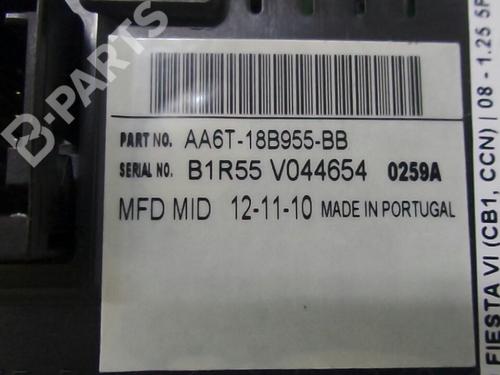 B-PARTS
PART NO. AA6T-18B955-BB
SERIAL NO. B1R55 V044654 0259A
MFD MID 12-11-10 MADE IN PORTUGAL
FIESTA VI (CB1, CCN) | 08 - 1.25 5P